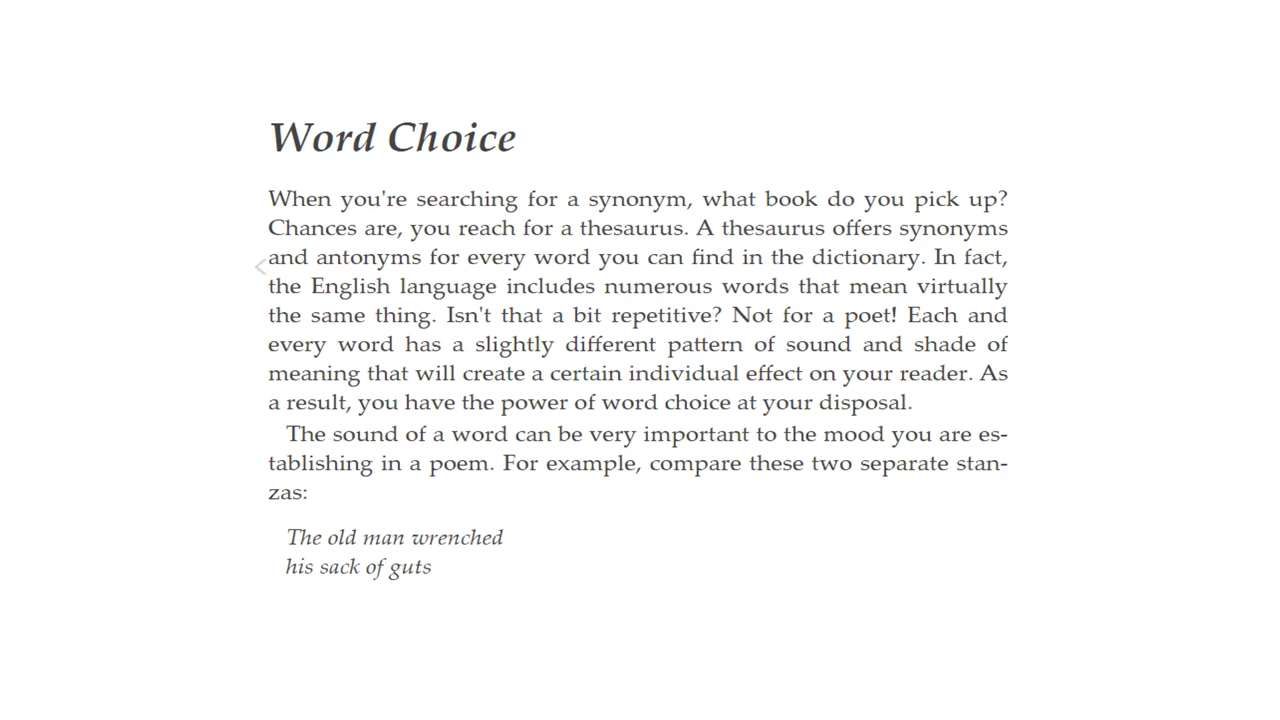 Word Choice
When you're searching for a synonym, what book do you pick up?
Chances are, you reach for a thesaurus. A thesaurus offers synonyms
and antonyms for every word you can find in the dictionary. In fact,
the English language includes numerous words that mean virtually
the same thing. Isn't that a bit repetitive? Not for a poet! Each and
every word has a slightly different pattern of sound and shade of
meaning that will create a certain individual effect on your reader. As
a result, you have the power of word choice at your disposal.
The sound of a word can be very important to the mood you are es-
tablishing in a poem. For example, compare these two separate stan-
zas:
The old man wrenched
his sack of guts